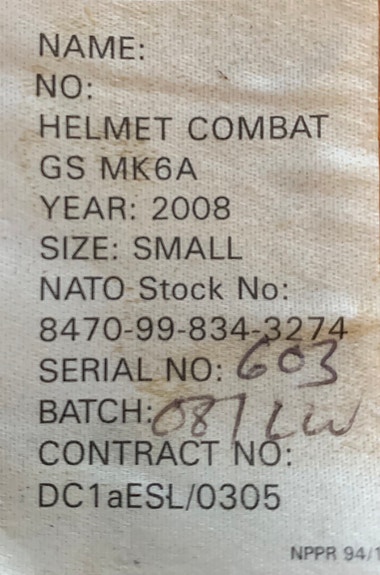 NAME:
NO:
HELMET COMBAT
GS MK6A
YEAR: 2008
SIZE: SMALL
NATO Stock No:
8470-99-834-3274
SERIAL NO: 603
BATCH: 08/LW
CONTRACT NO:
DC1aESL/0305
NPPR 94/1